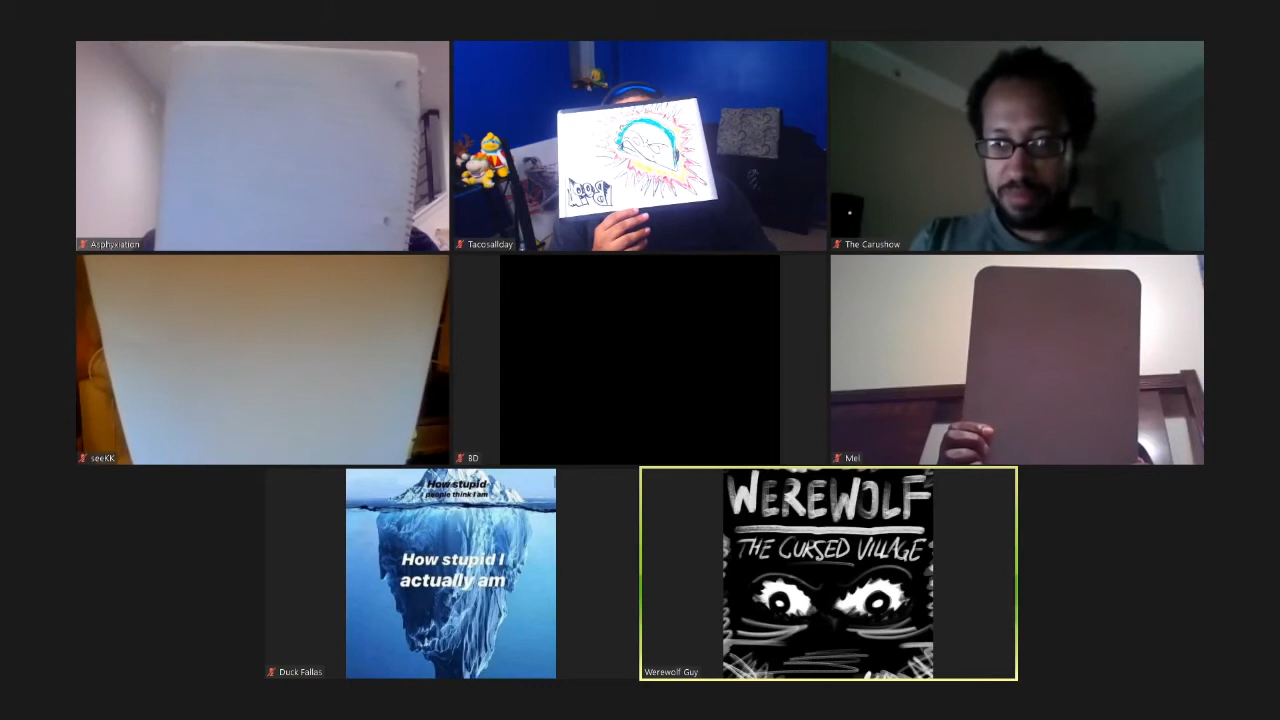 Asphyxiation
Tacosallday
The Carushow
seeKK
BD
Mel
How stupid
people think I am
How stupid I
actually am
Duck Fallas
WEREWOLF
THE CURSED VILLAGE
Werewolf Guy